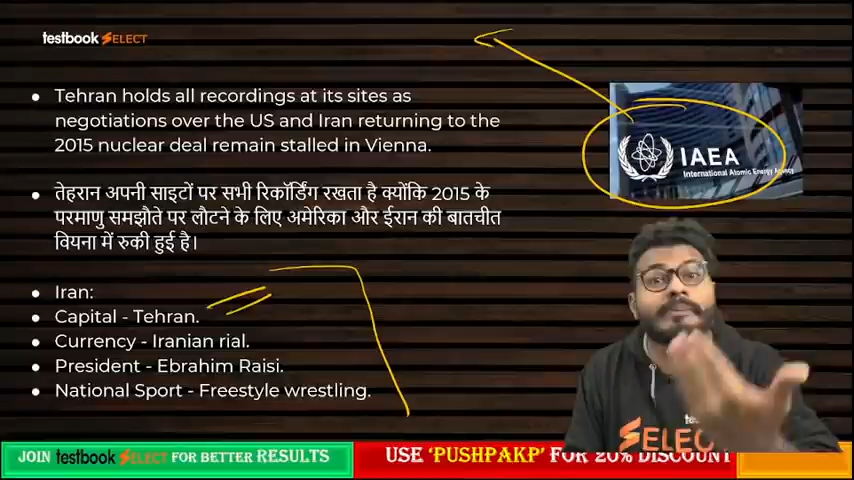 testbook SELECT
Tehran holds all recordings at its sites as
negotiations over the US and Iran returning to the
2015 nuclear deal remain stalled in Vienna.
तेहरान अपनी साइटों पर सभी रिकॉर्डिंग रखता है क्योंकि 2015 के
परमाणु समझौते पर लौटने के लिए अमेरिका और ईरान की बातचीत
वियना में रुकी हुई है।
IAEA
International Atomic Energy Agency
Iran:
Capital - Tehran.
Currency - Iranian rial.
President - Ebrahim Raisi.
National Sport - Freestyle wrestling.
JOIN testbook SELECT FOR BETTER RESULTS
USE ‘PUSHPAKP’ FOR 20% DISCOUNT